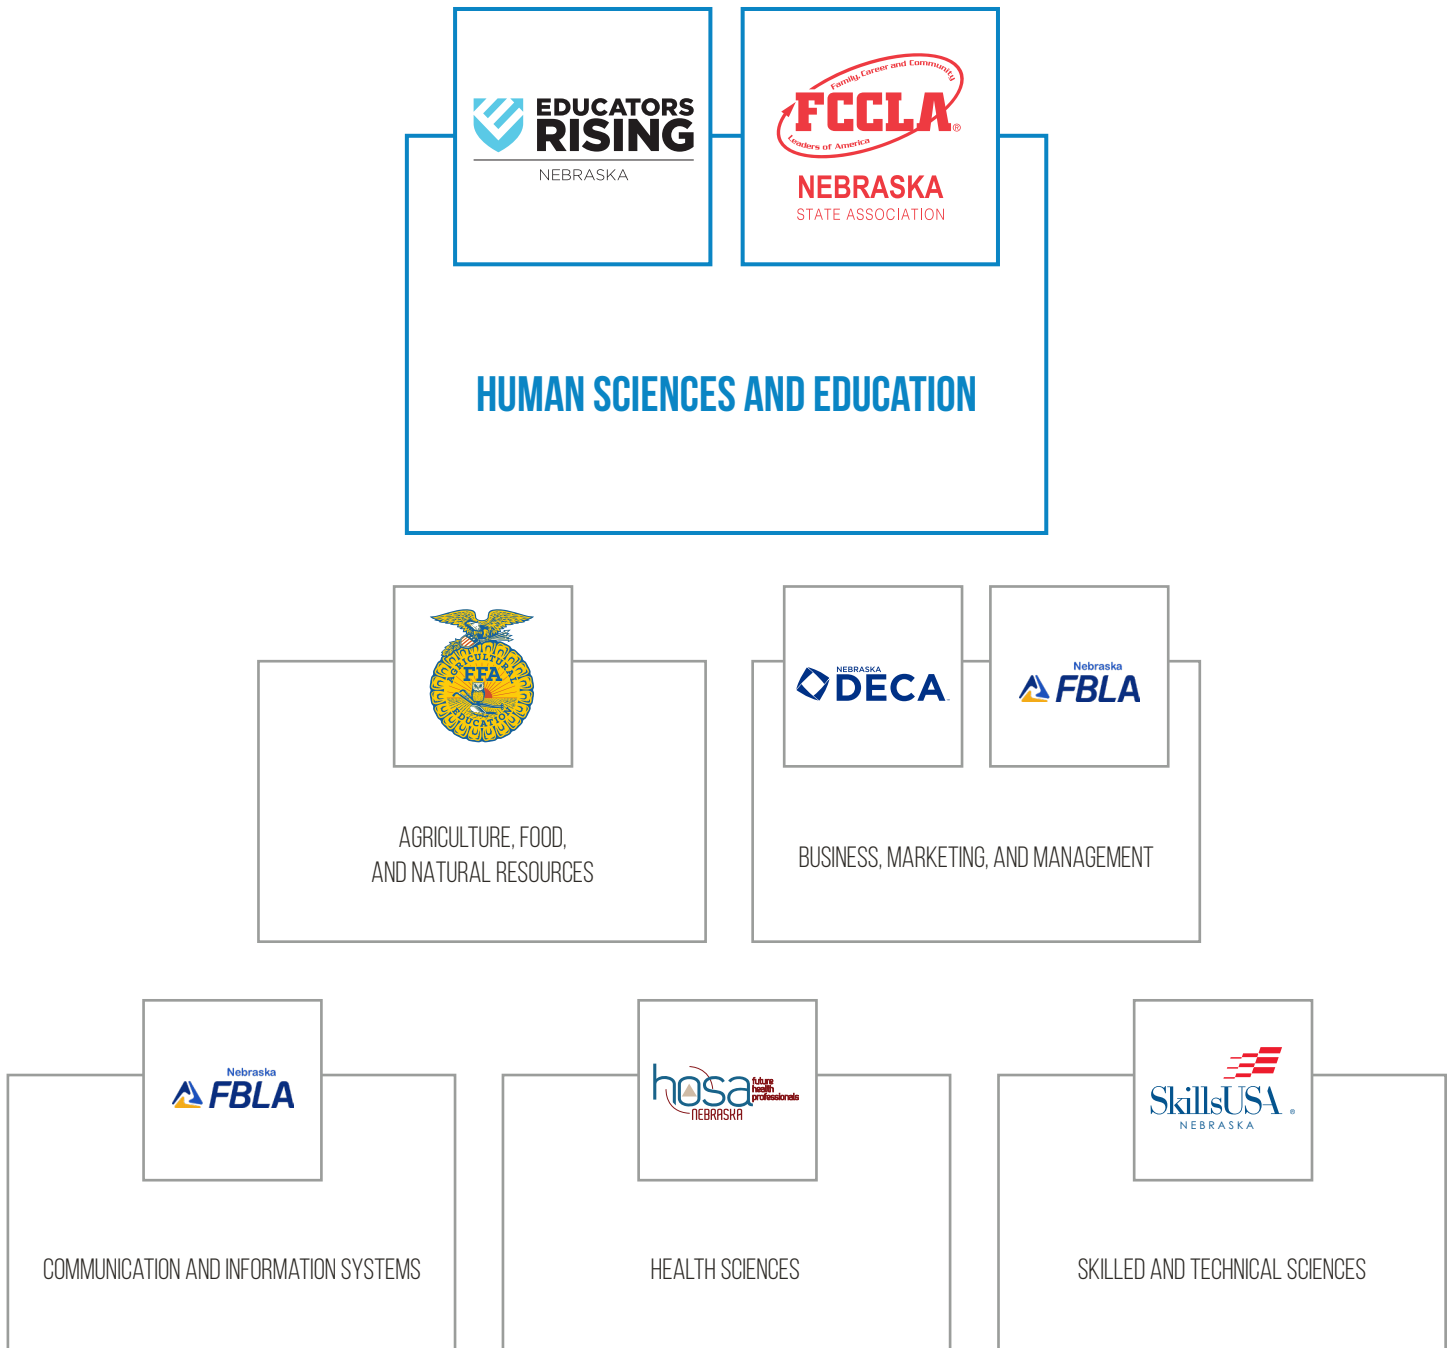 EDUCATORS
RISING
NEBRASKA
Family, Career and Community
FCCLA®
Leaders of America
NEBRASKA
STATE ASSOCIATION
HUMAN SCIENCES AND EDUCATION
AGRICULTURAL
FFA
EDUCATION
NEBRASKA
DECA
Nebraska
FBLA
AGRICULTURE, FOOD,
AND NATURAL RESOURCES
BUSINESS, MARKETING, AND MANAGEMENT
Nebraska
FBLA
hosa
future
health
professionals
NEBRASKA
SkillsUSA®
NEBRASKA
COMMUNICATION AND INFORMATION SYSTEMS
HEALTH SCIENCES
SKILLED AND TECHNICAL SCIENCES